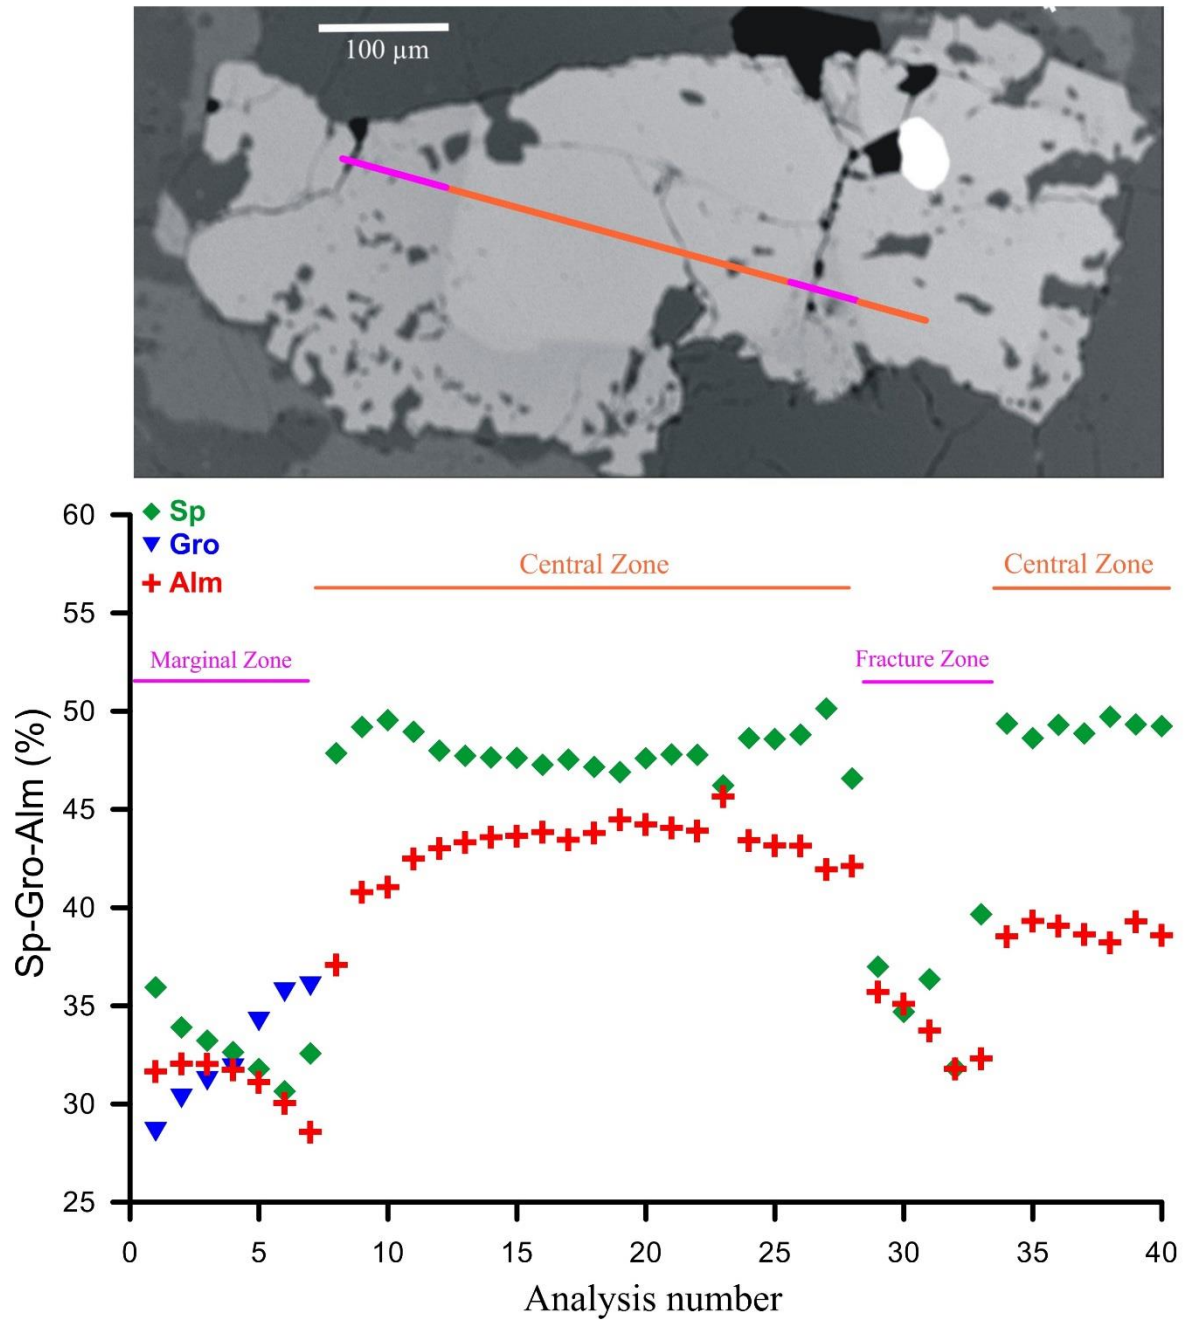 100 µm
Sp
Gro
Alm
Central Zone
Central Zone
Marginal Zone
Fracture Zone
Sp-Gro-Alm (%)
60
55
50
45
40
35
30
25
0 5 10 15 20 25 30 35 40
Analysis number